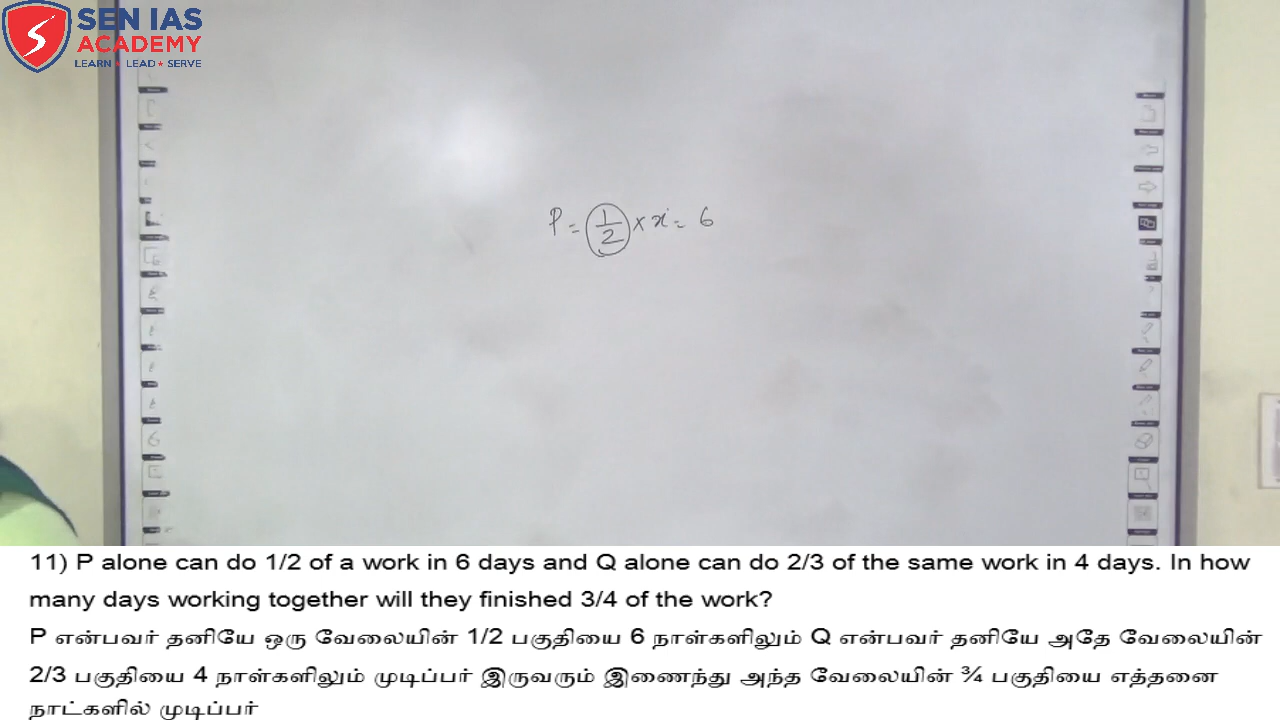 SEN IAS
ACADEMY
LEARN ★ LEAD ★ SERVE
P = 1/2 × x = 6
11) P alone can do 1/2 of a work in 6 days and Q alone can do 2/3 of the same work in 4 days. In how
many days working together will they finished 3/4 of the work?
P என்பவர் தனியே ஒரு வேலையின் 1/2 பகுதியை 6 நாள்களிலும் Q என்பவர் தனியே அதே வேலையின்
2/3 பகுதியை 4 நாள்களிலும் முடிப்பர் இருவரும் இணைந்து அந்த வேலையின் ¾ பகுதியை எத்தனை
நாட்களில் முடிப்பர்